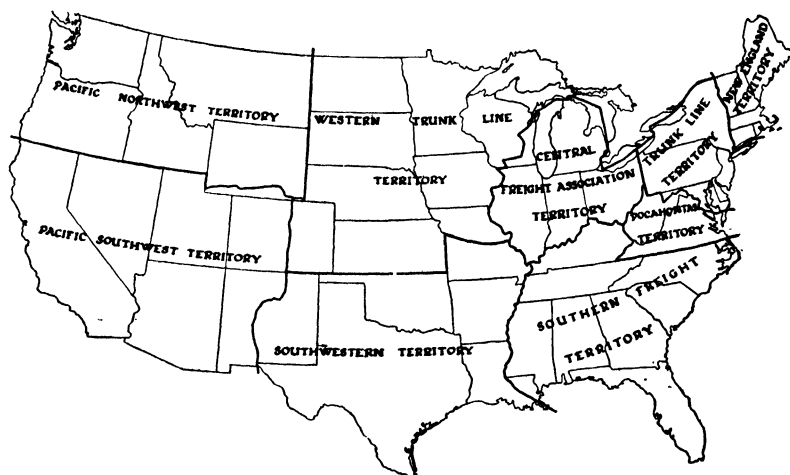 PACIFIC NORTHWEST TERRITORY
WESTERN TRUNK LINE
TERRITORY
CENTRAL
FREIGHT ASSOCIATION
TERRITORY
NEW ENGLAND
TERRITORY
TRUNK LINE
TERRITORY
POCAHONTAS
TERRITORY
PACIFIC SOUTHWEST TERRITORY
SOUTHERN FREIGHT
TERRITORY
SOUTHWESTERN TERRITORY